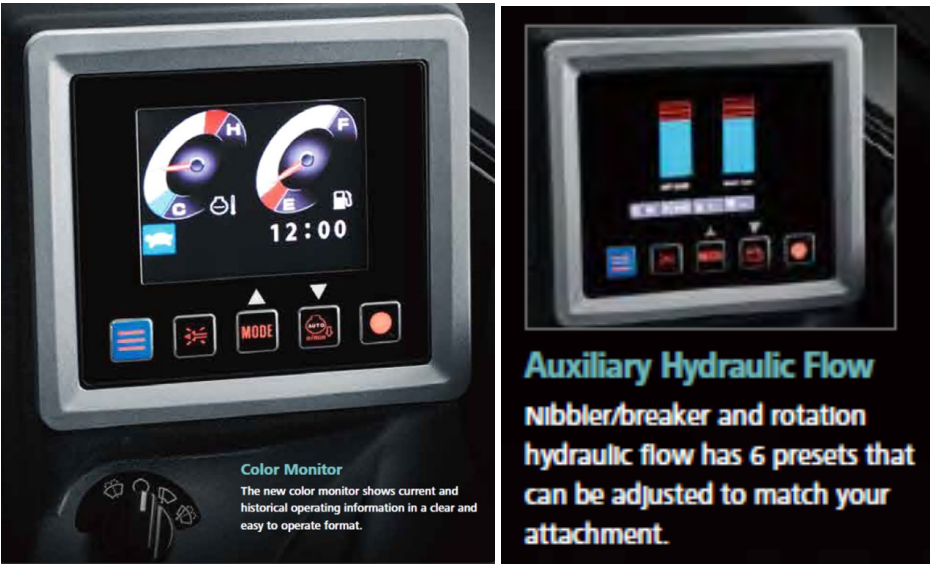 H
F
C
E
12:00
MODE
AUTO
Color Monitor
The new color monitor shows current and
historical operating information in a clear and
easy to operate format.
MODE
Auxiliary Hydraulic Flow
Nibbler/breaker and rotation
hydraulic flow has 6 presets that
can be adjusted to match your
attachment.